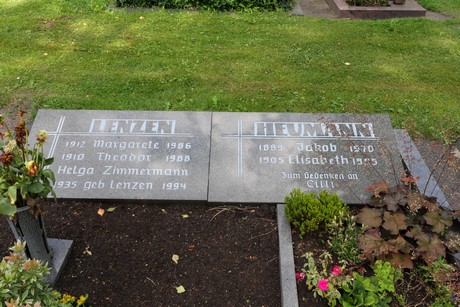 LENZEN
1912 Margarete 1986
1910 Theodor 1988
Helga Zimmermann
1935 geb Lenzen 1994
HEUMANN
1889 Jakob 1970
1905 Elisabeth 1985
Zum Gedenken an
Cilli